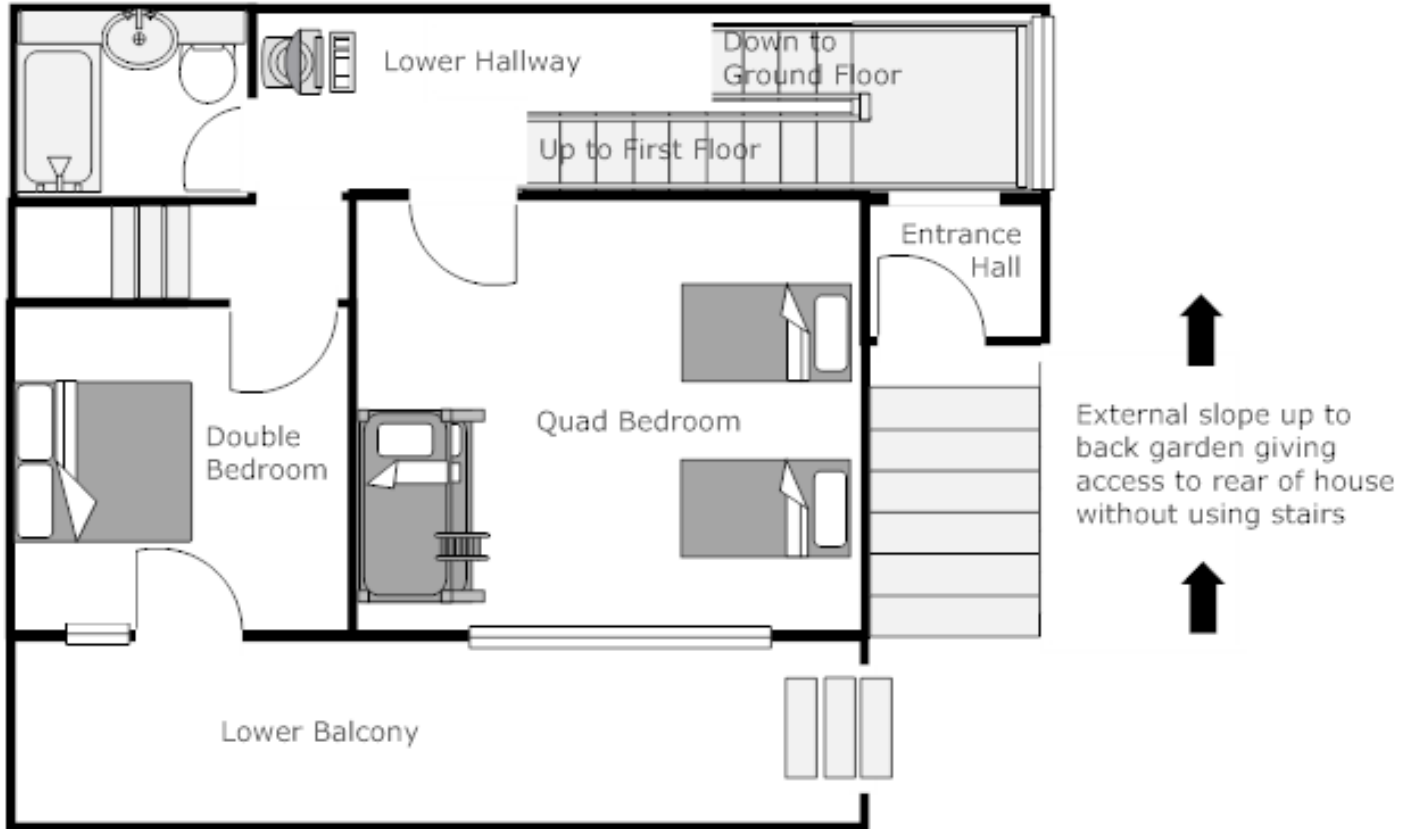 Lower Hallway
Down to
Ground Floor
Up to First Floor
Entrance
Hall
Double
Bedroom
Quad Bedroom
External slope up to
back garden giving
access to rear of house
without using stairs
Lower Balcony